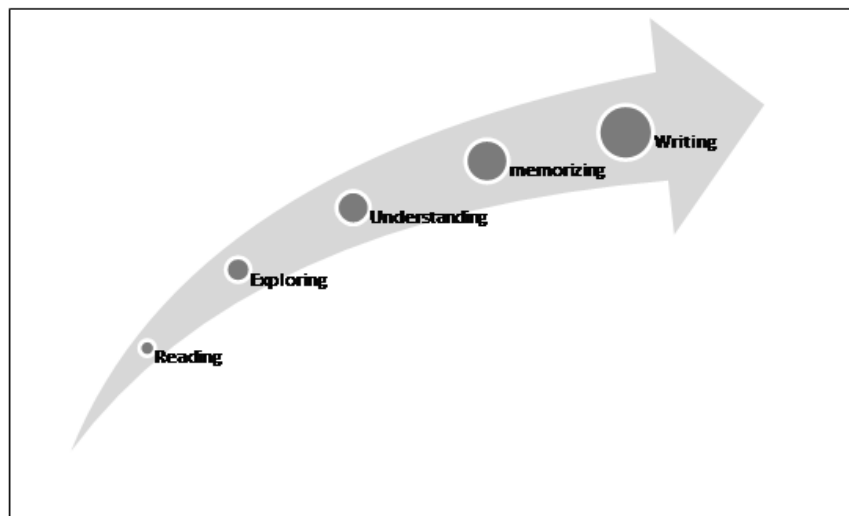 Writing
memorizing
Understanding
Exploring
Reading